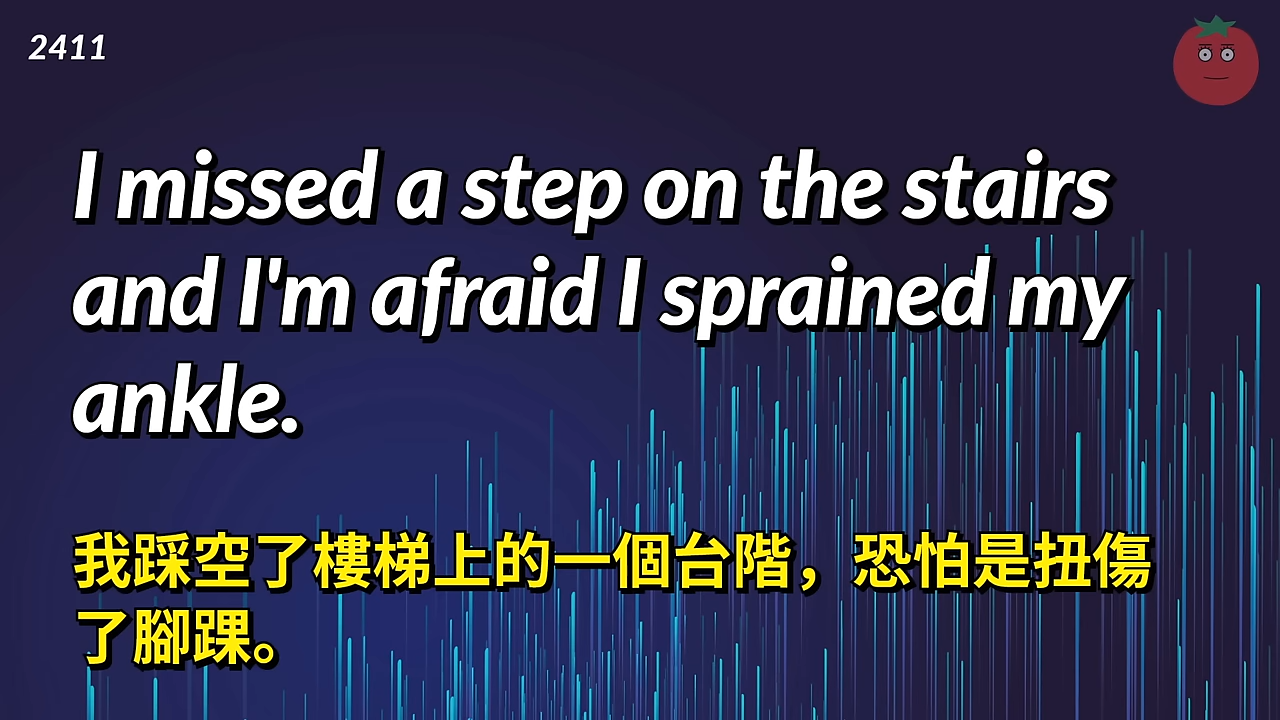 2411
I missed a step on the stairs
and I'm afraid I sprained my
ankle.
我踩空了樓梯上的一個台階，恐怕是扭傷
了腳踝。